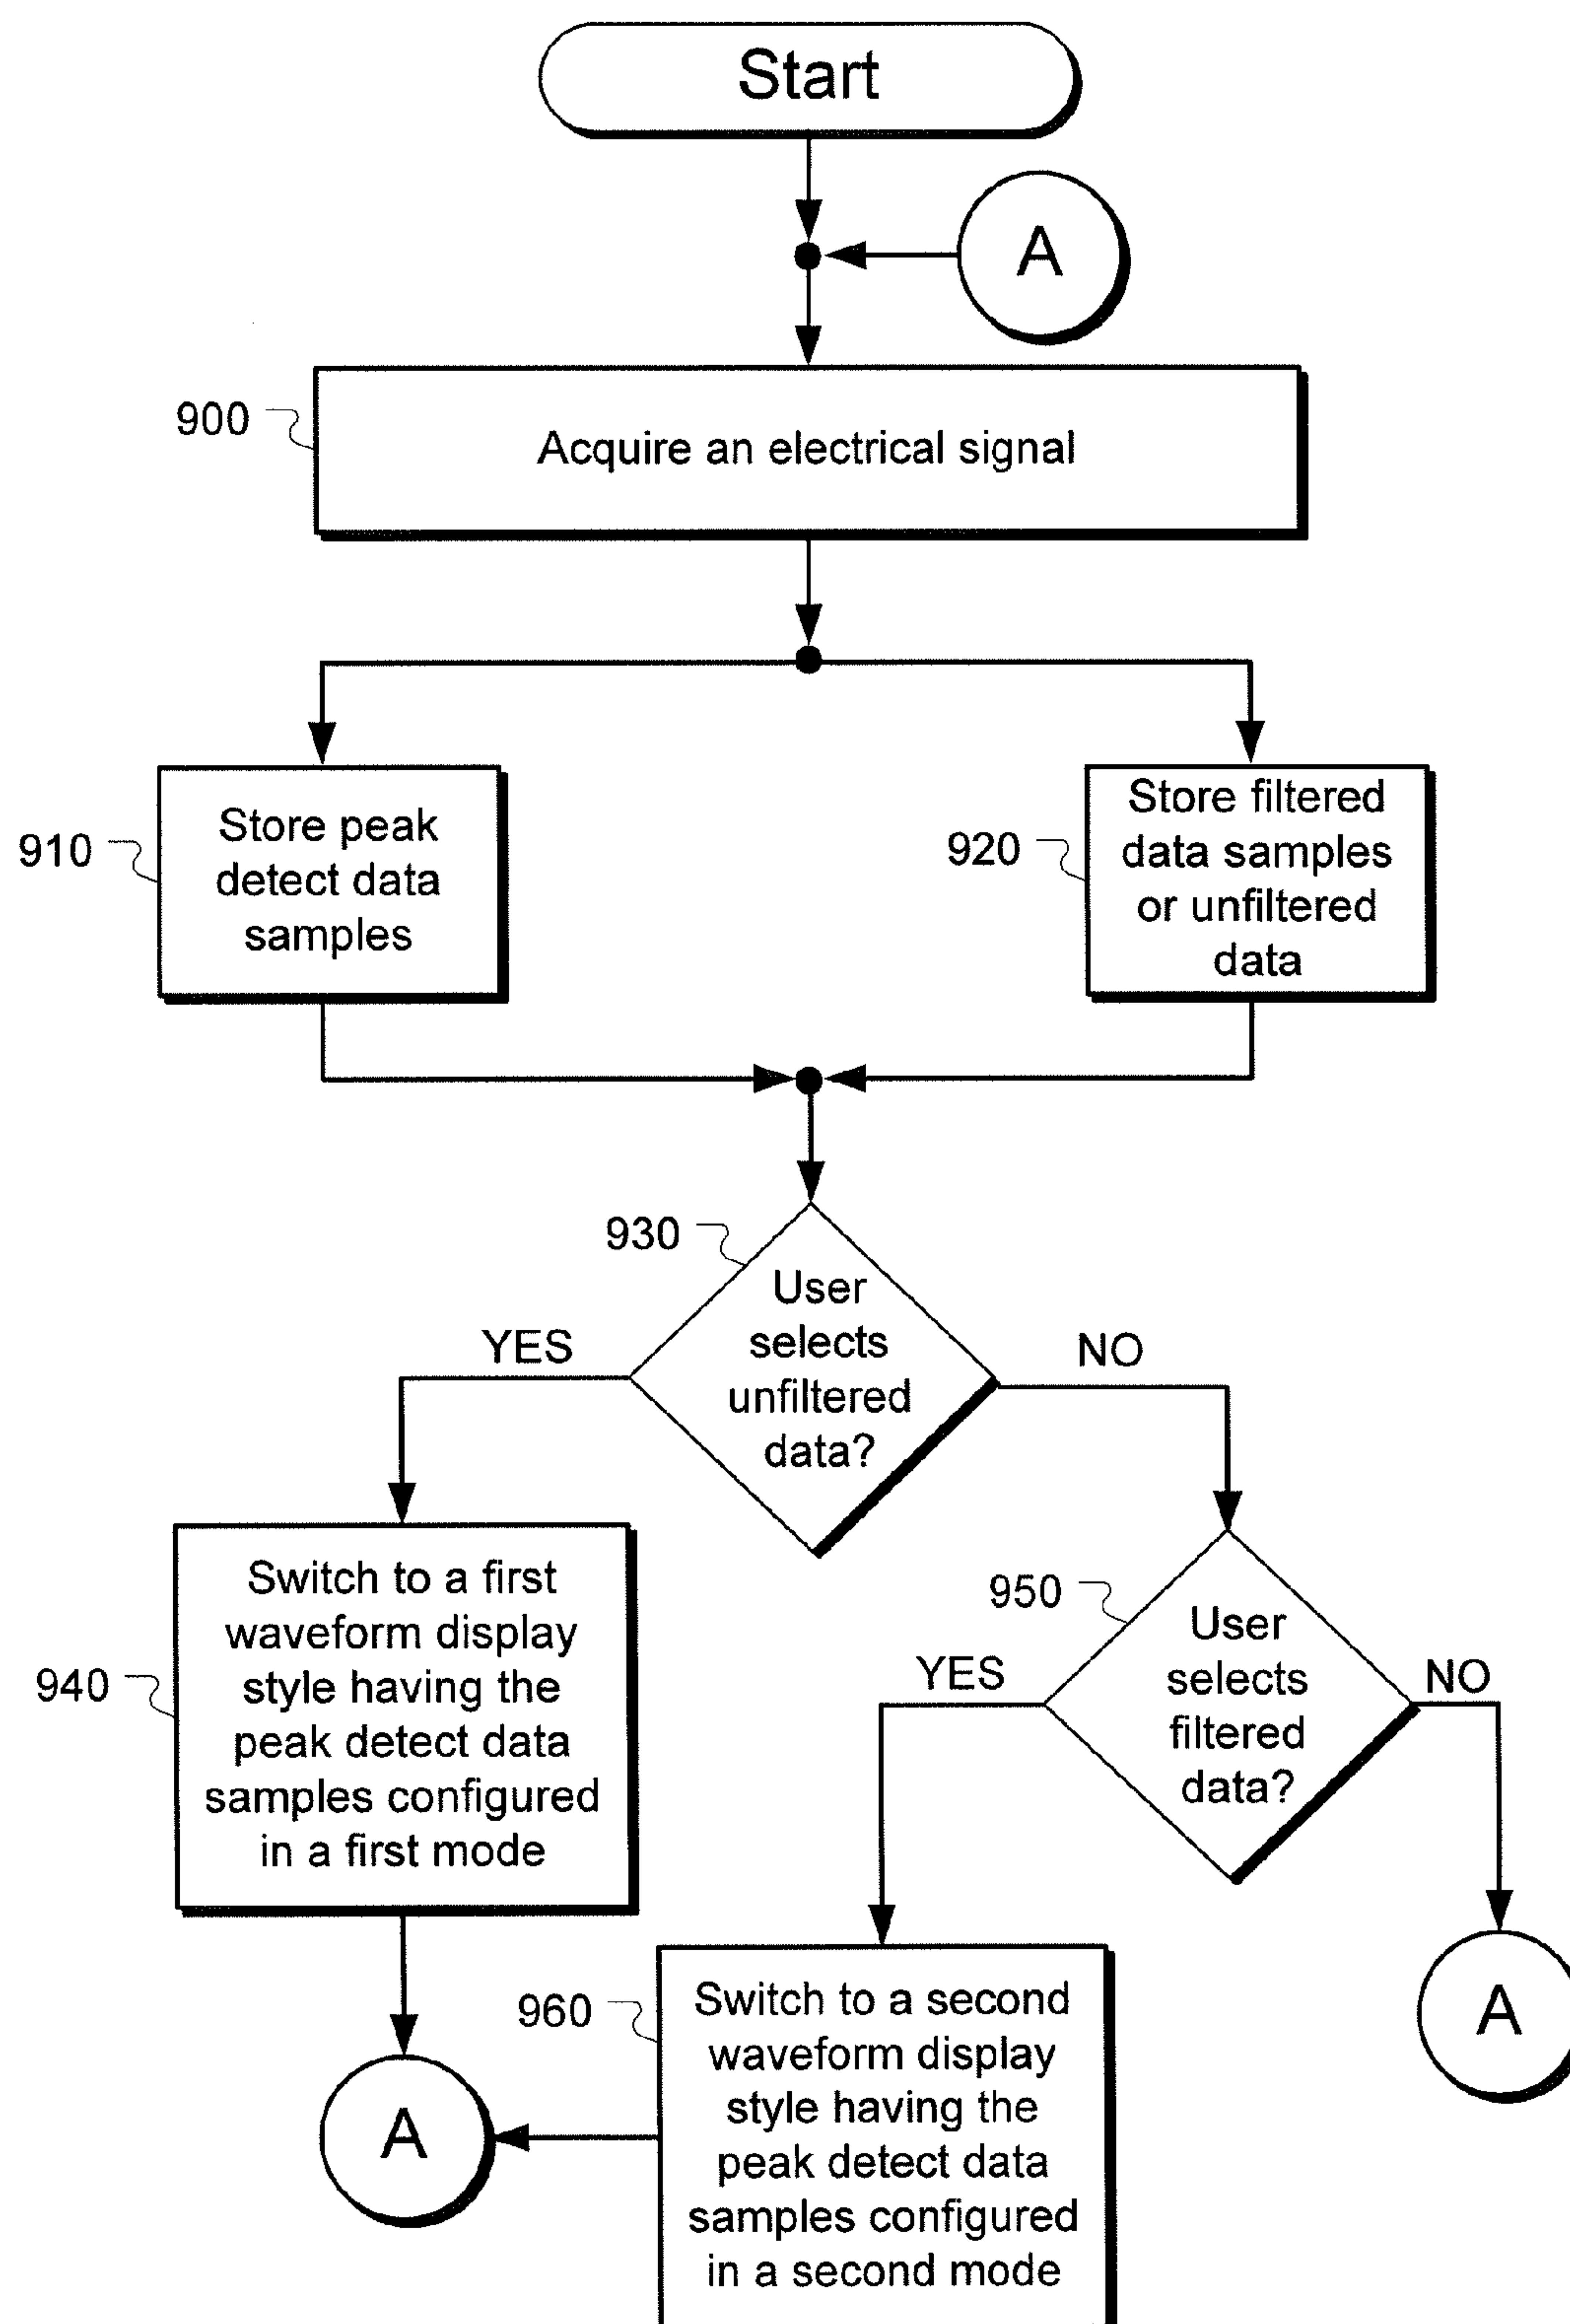 Start
A
900
Acquire an electrical signal
910
Store peak
detect data
samples
920
Store filtered
data samples
or unfiltered
data
930
User
selects
unfiltered
data?
YES
NO
940
Switch to a first
waveform display
style having the
peak detect data
samples configured
in a first mode
950
User
selects
filtered
data?
YES
NO
A
960
Switch to a second
waveform display
style having the
peak detect data
samples configured
in a second mode
A